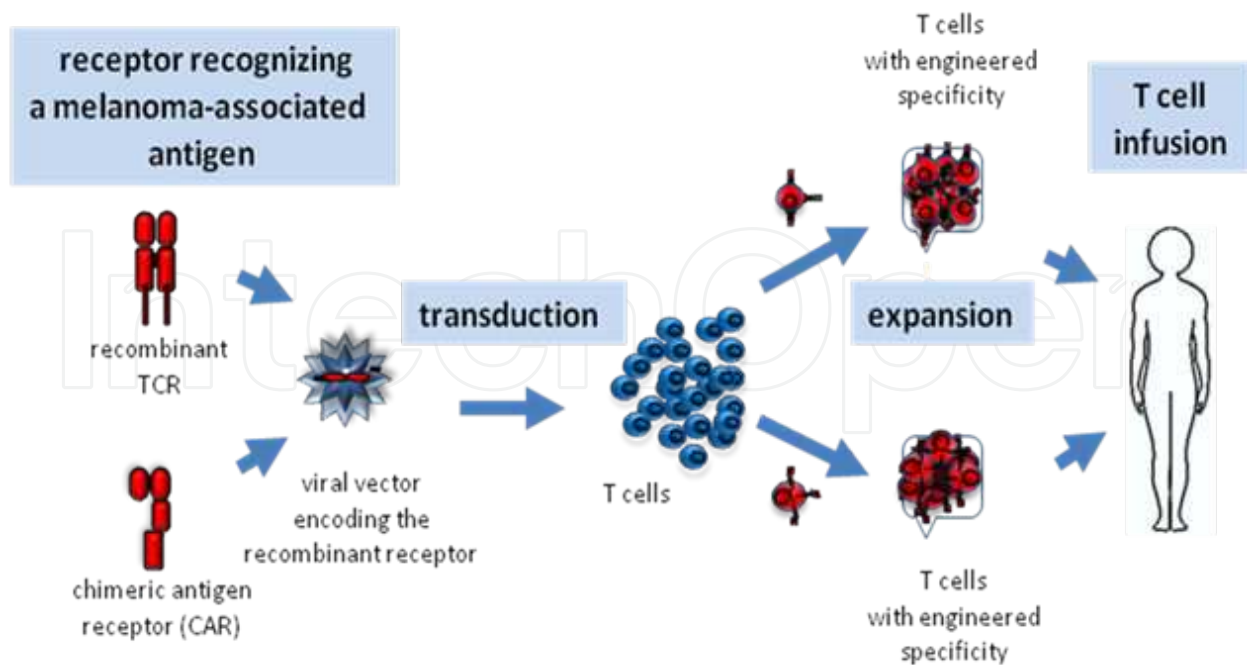 receptor recognizing
a melanoma-associated
antigen
recombinant
TCR
chimeric antigen
receptor (CAR)
viral vector
encoding the
recombinant receptor
transduction
T cells
T cells
with engineered
specificity
expansion
T cells
with engineered
specificity
T cell
infusion
IntechOpen